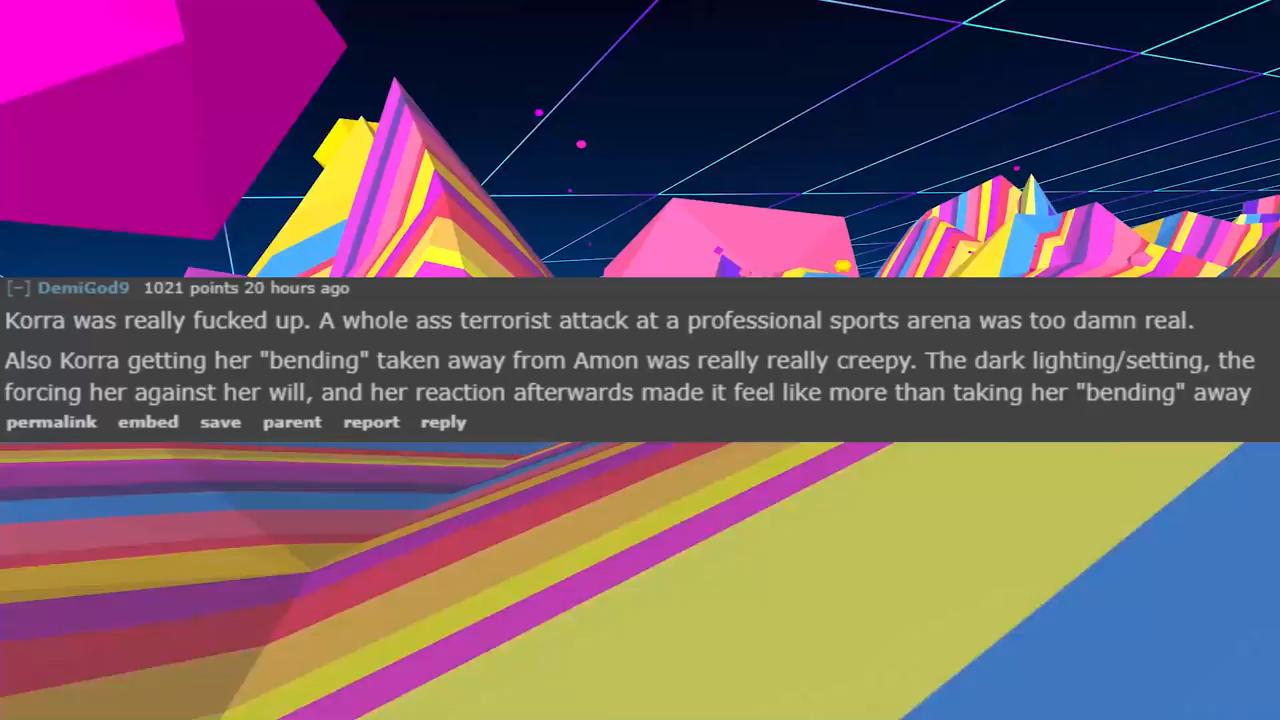 [−] DemiGod9 1021 points 20 hours ago
Korra was really fucked up. A whole ass terrorist attack at a professional sports arena was too damn real.
Also Korra getting her "bending" taken away from Amon was really really creepy. The dark lighting/setting, the
forcing her against her will, and her reaction afterwards made it feel like more than taking her "bending" away
permalink embed save parent report reply